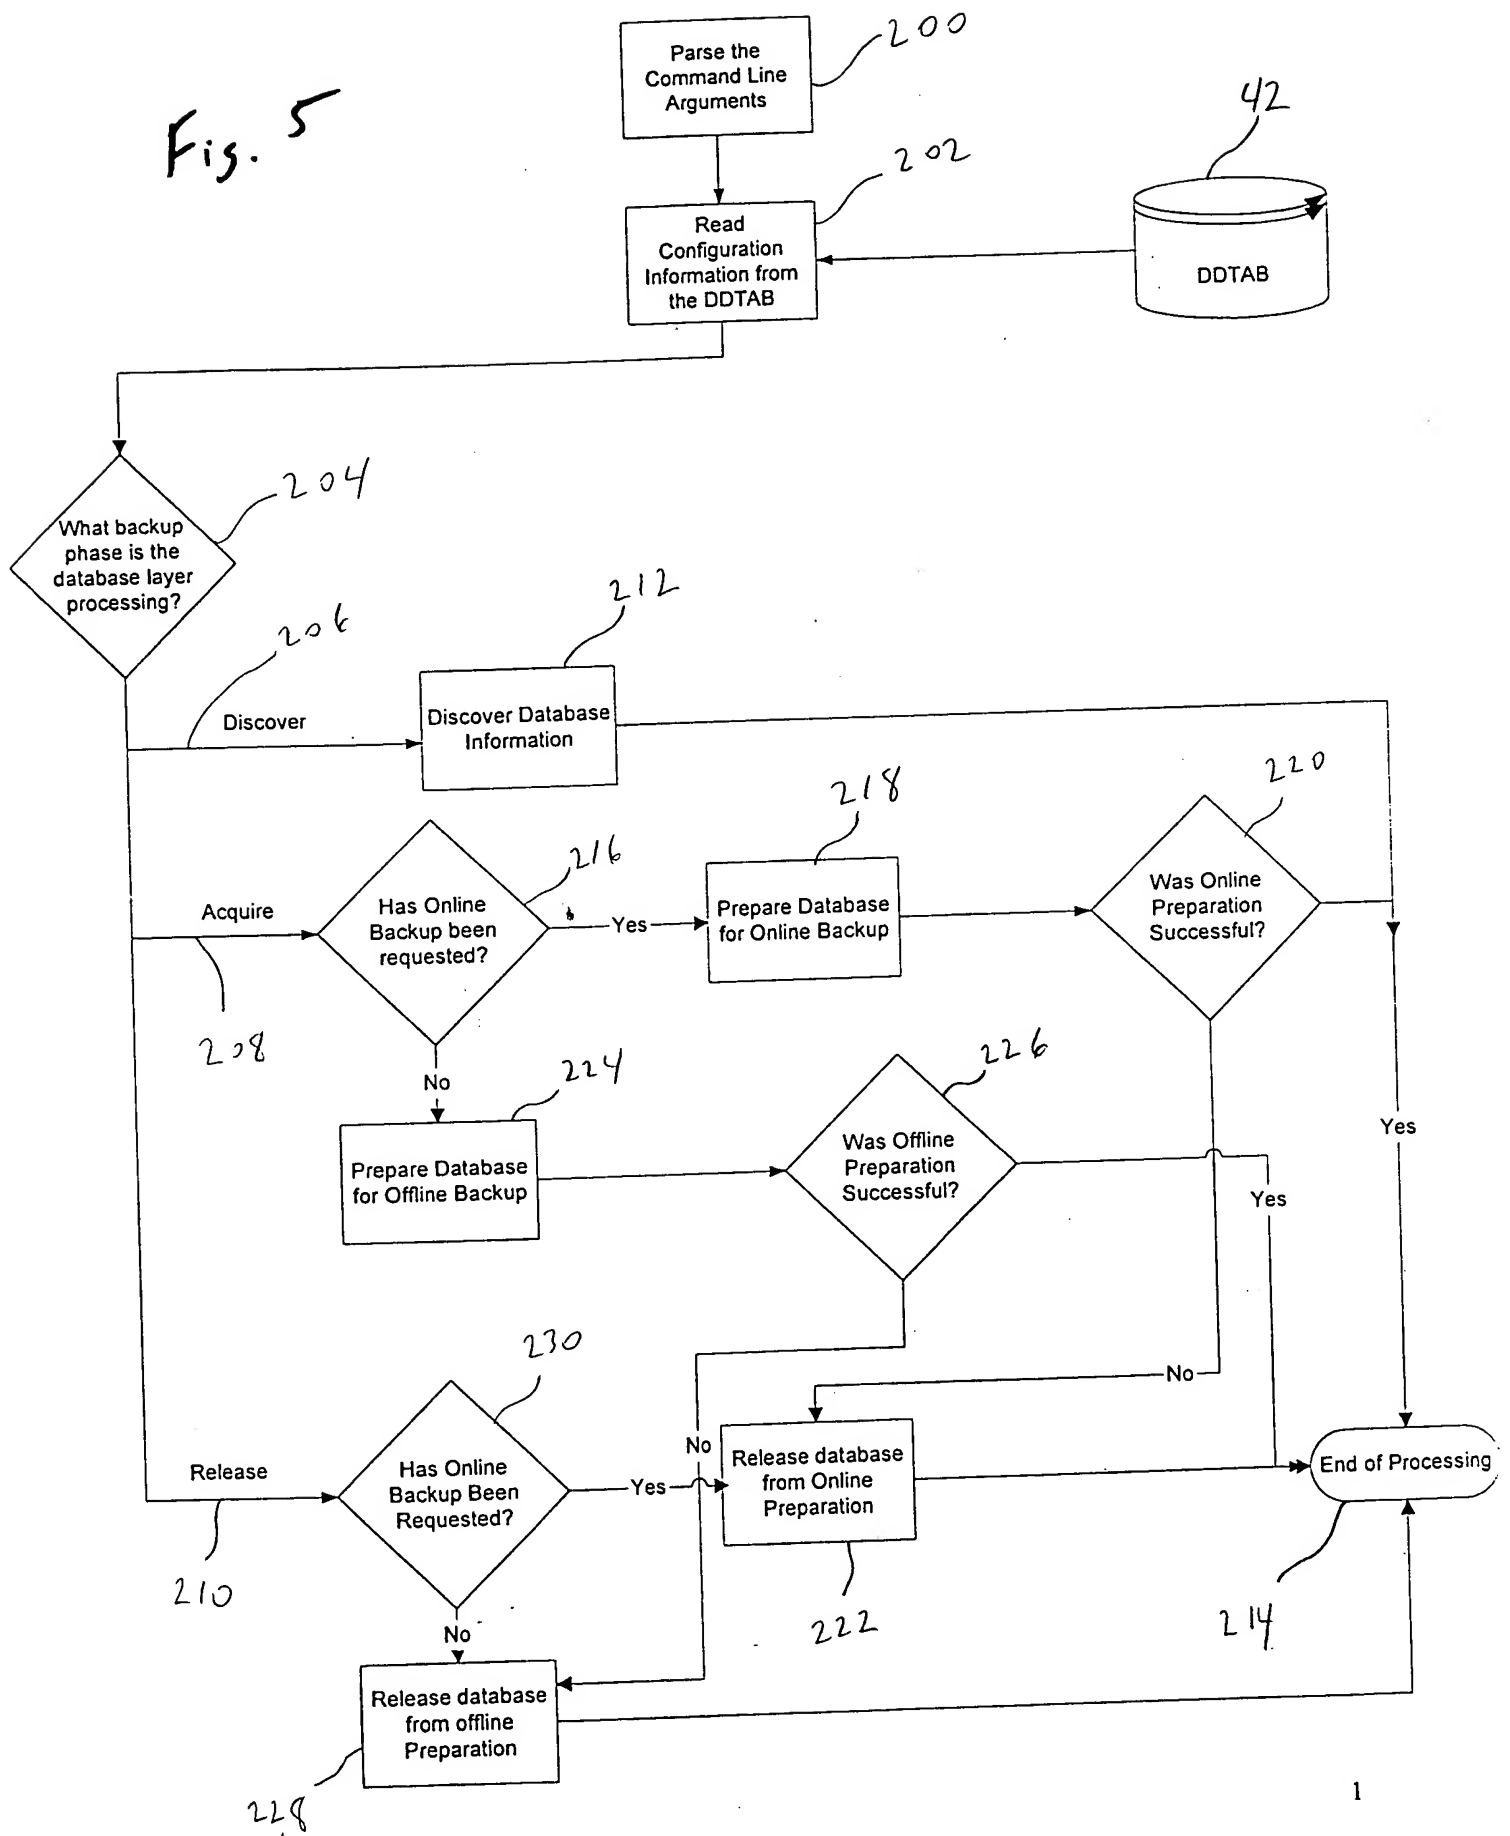 Fig. 5
Parse the
Command Line
Arguments
200
42
202
Read
Configuration
Information from
the DDTAB
DDTAB
204
What backup
phase is the
database layer
processing?
206
212
Discover
Discover Database
Information
220
218
216
Acquire
Has Online
Backup been
requested?
Yes
Prepare Database
for Online Backup
Was Online
Preparation
Successful?
208
No
224
226
Prepare Database
for Offline Backup
Was Offline
Preparation
Successful?
Yes
Yes
230
No
No
Release
Has Online
Backup Been
Requested?
Yes
Release database
from Online
Preparation
End of Processing
210
222
214
No
Release database
from offline
Preparation
228
1